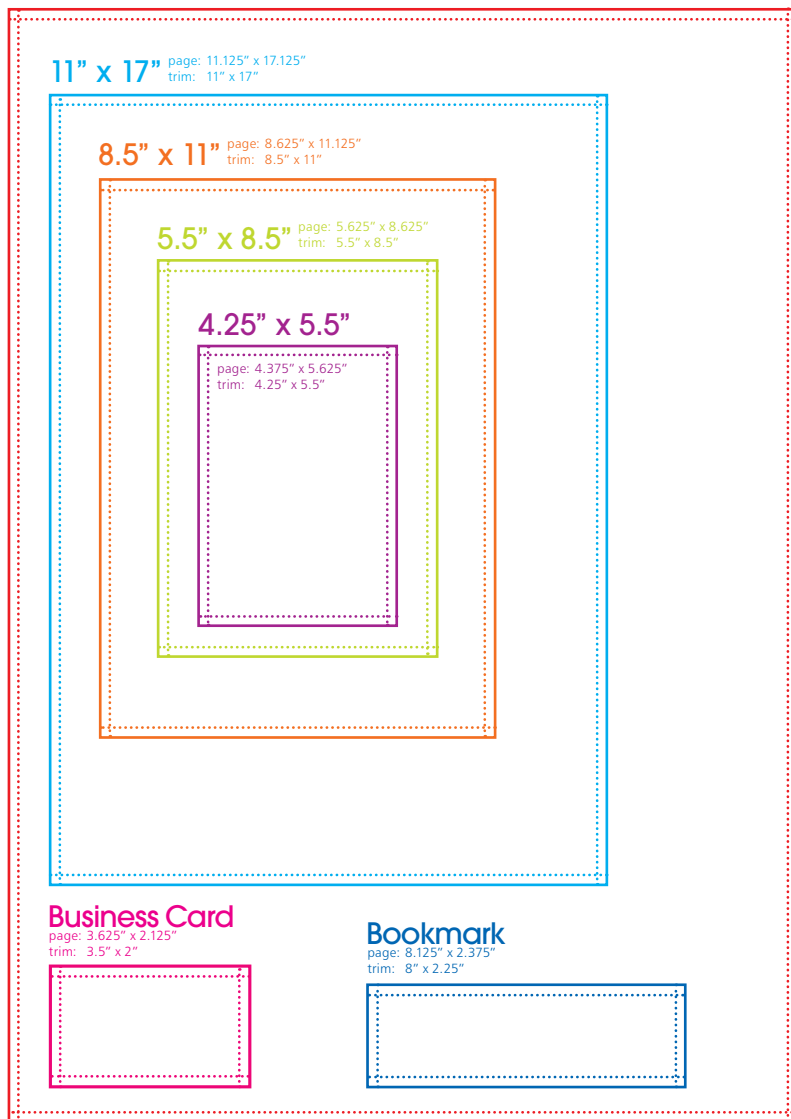 11” x 17” page: 11.125” x 17.125”
trim: 11” x 17”
8.5” x 11” page: 8.625” x 11.125”
trim: 8.5” x 11”
5.5” x 8.5” page: 5.625” x 8.625”
trim: 5.5” x 8.5”
4.25” x 5.5”
page: 4.375” x 5.625”
trim: 4.25” x 5.5”
Business Card
page: 3.625” x 2.125”
trim: 3.5” x 2”
Bookmark
page: 8.125” x 2.375”
trim: 8” x 2.25”